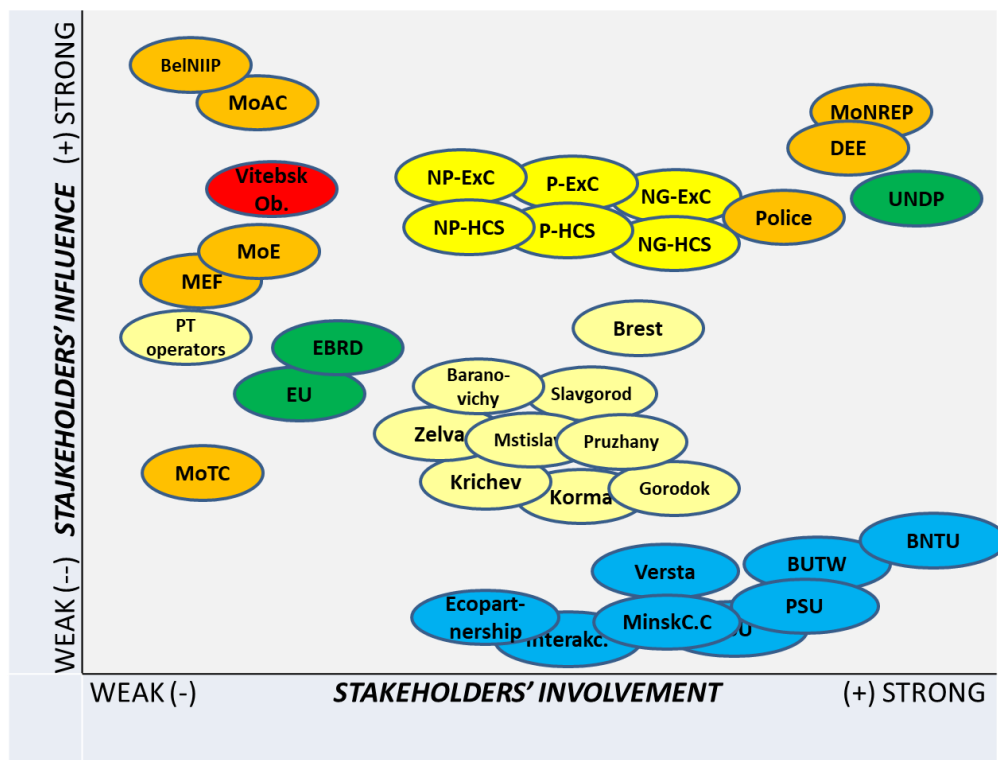 STAJKEHOLDERS' INFLUENCE
(+) STRONG
WEAK (--)
BelNIIP
MoAC
MoNREP
DEE
Vitebsk
Ob.
NP-ExC
P-ExC
NG-ExC
UNDP
Police
NP-HCS
P-HCS
NG-HCS
MoE
MEF
PT
operators
Brest
EBRD
EU
Barano-
vichy
Slavgorod
Zelva
Pruzhany
MoTC
Krichev
Korma
Gorodok
BNTU
BUTW
Versta
Ecopart-
nership
PSU
MinskC.C
Interakc.
WEAK (-)
STAKEHOLDERS' INVOLVEMENT
(+) STRONG